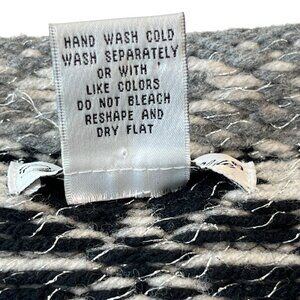 HAND WASH COLD
WASH SEPARATELY
OR WITH
LIKE COLORS
DO NOT BLEACH
RESHAPE AND
DRY FLAT